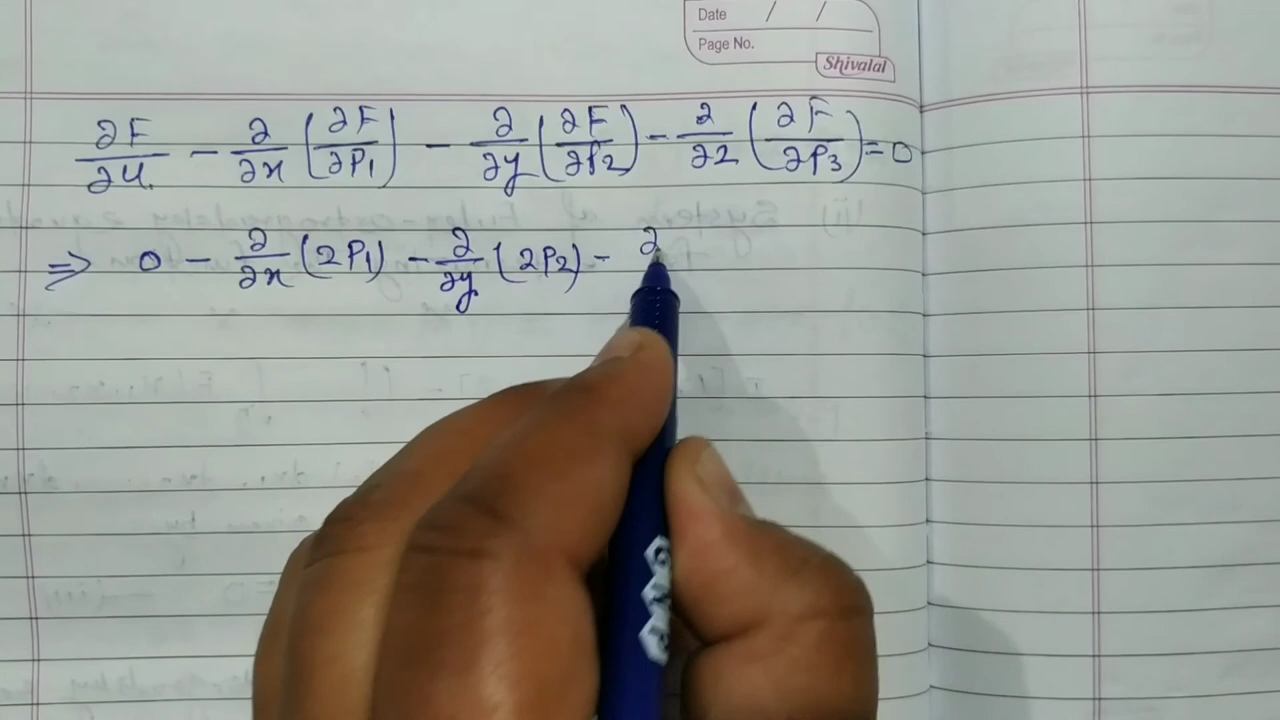 Date / /
Page No.
Shivalal
∂F/∂u - ∂/∂x (∂F/∂P1) - ∂/∂y (∂F/∂P2) - ∂/∂z (∂F/∂P3) = 0
⇒ 0 - ∂/∂x (2P1) - ∂/∂y (2P2) - ∂